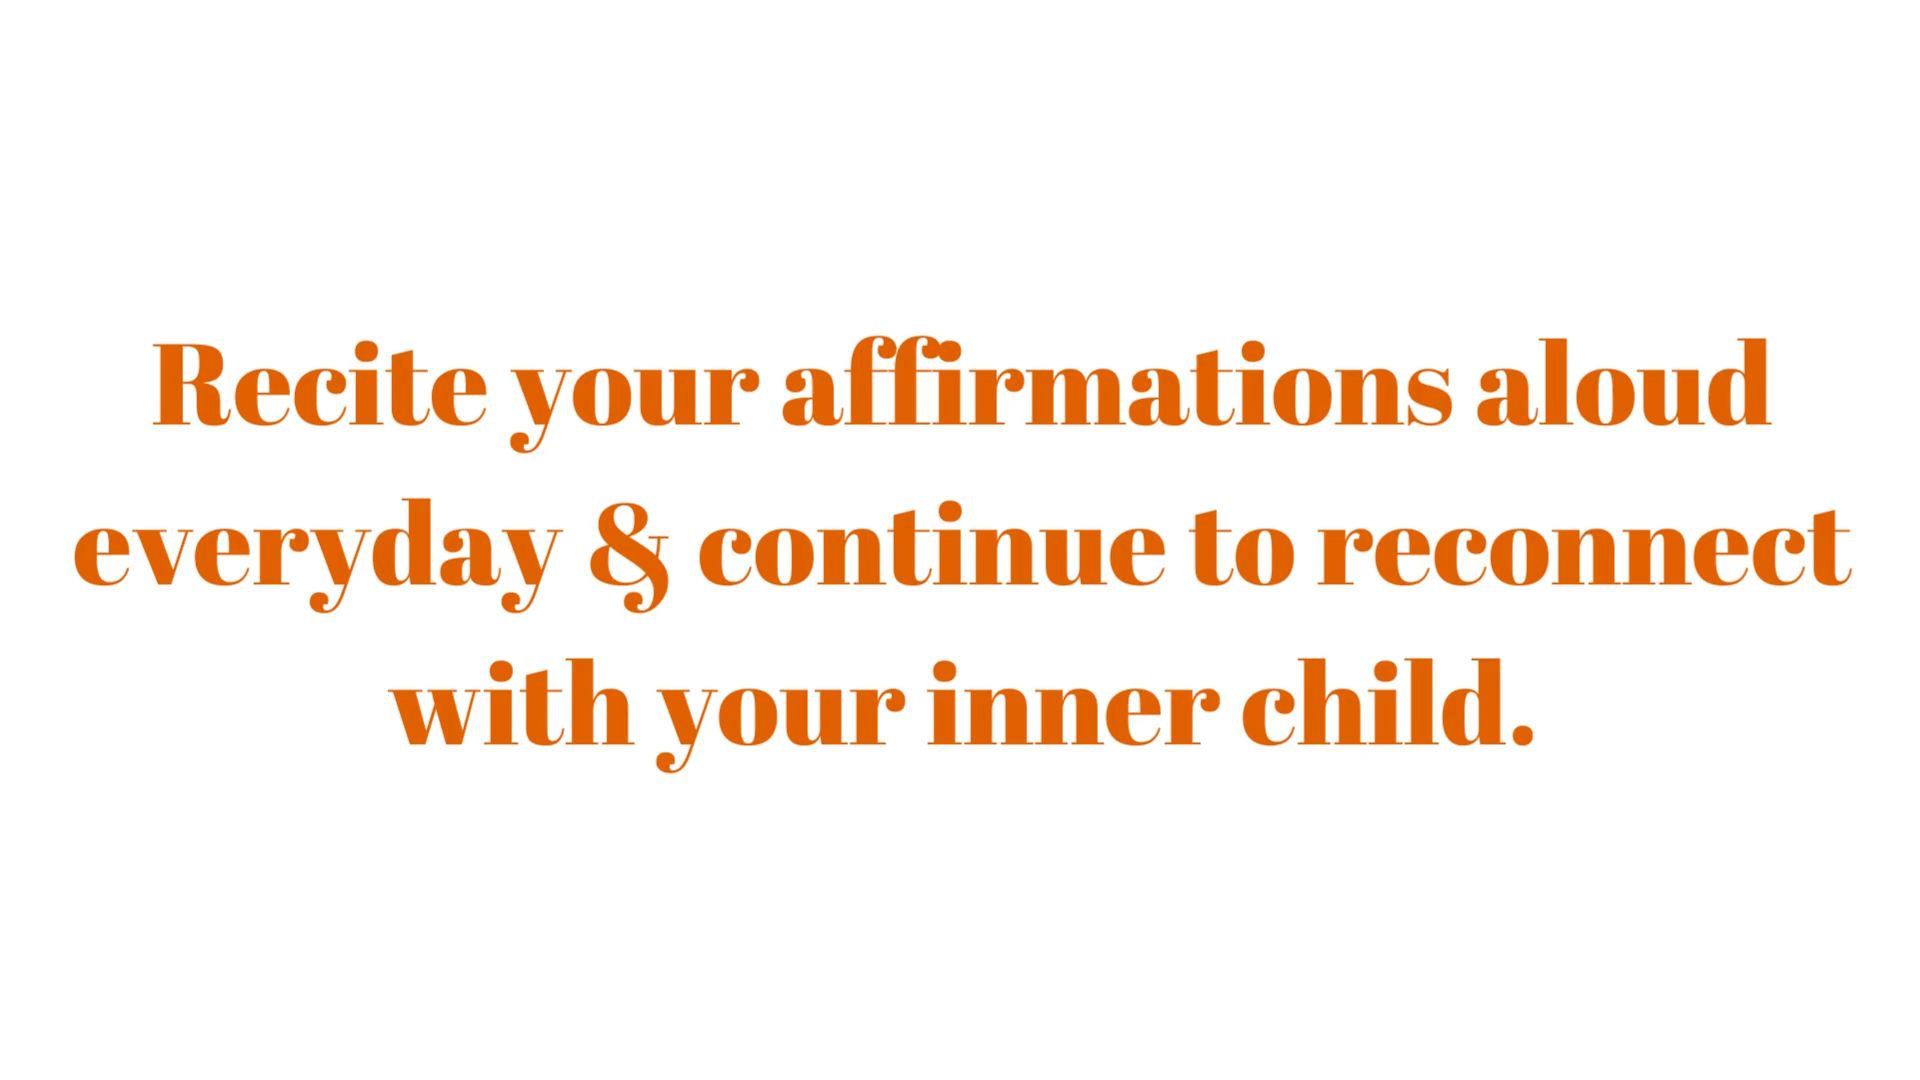 Recite your affirmations aloud
everyday & continue to reconnect
with your inner child.